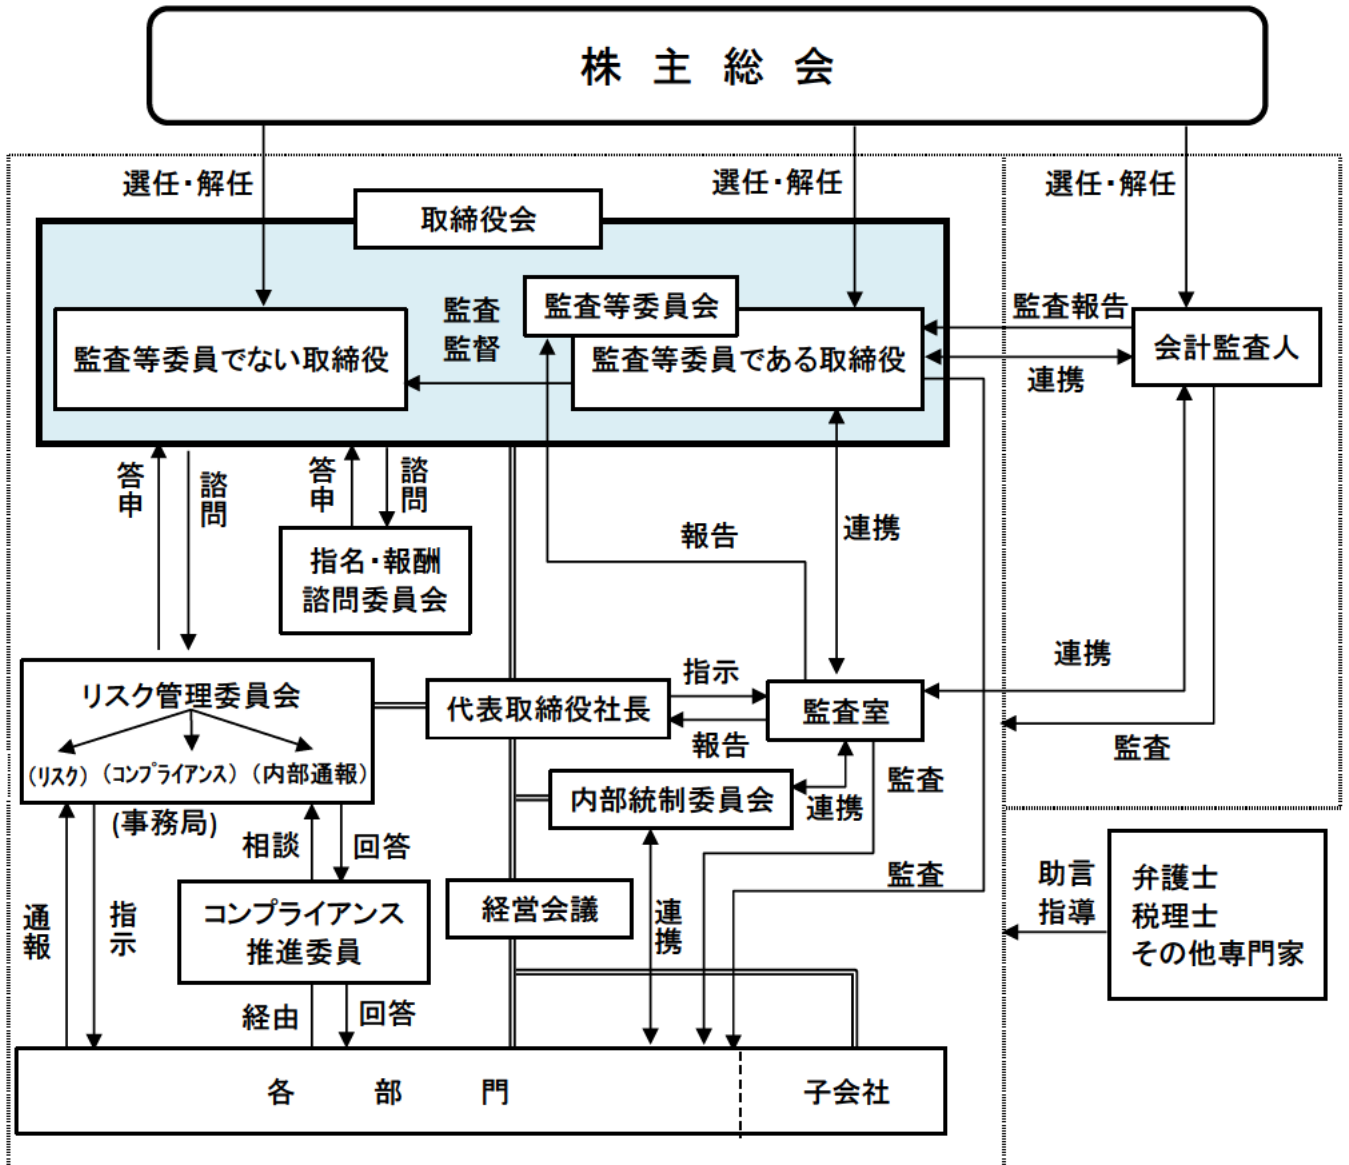 株主総会
選任・解任
選任・解任
選任・解任
取締役会
監査等委員会
監査
監督
監査等委員でない取締役
監査等委員である取締役
監査報告
会計監査人
連携
答申
諮問
答申
諮問
指名・報酬
諮問委員会
報告
連携
連携
リスク管理委員会
(リスク)
(コンプライアンス)
(内部通報)
(事務局)
代表取締役社長
指示
報告
監査室
監査
内部統制委員会
連携
監査
監査
相談
回答
コンプライアンス
推進委員
経営会議
連携
通報
指示
経由
回答
助言
指導
弁護士
税理士
その他専門家
各部門
子会社